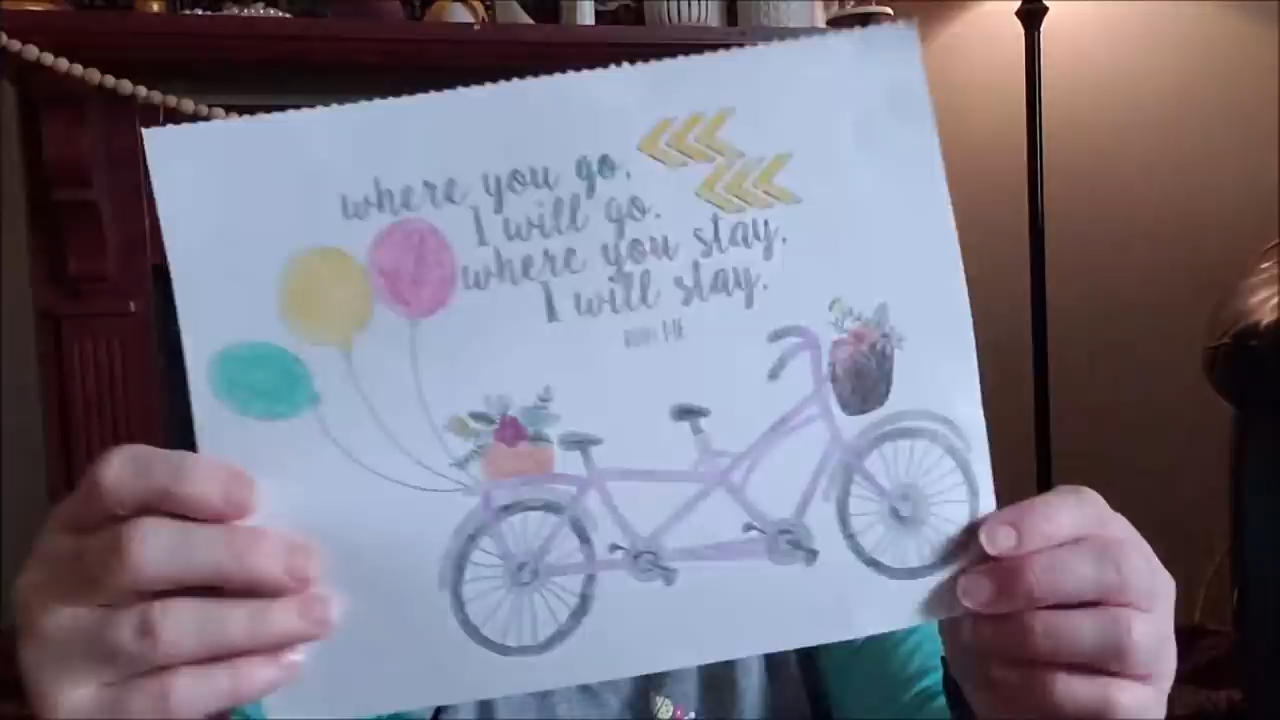 where you go,
I will go.
where you stay,
I will stay.